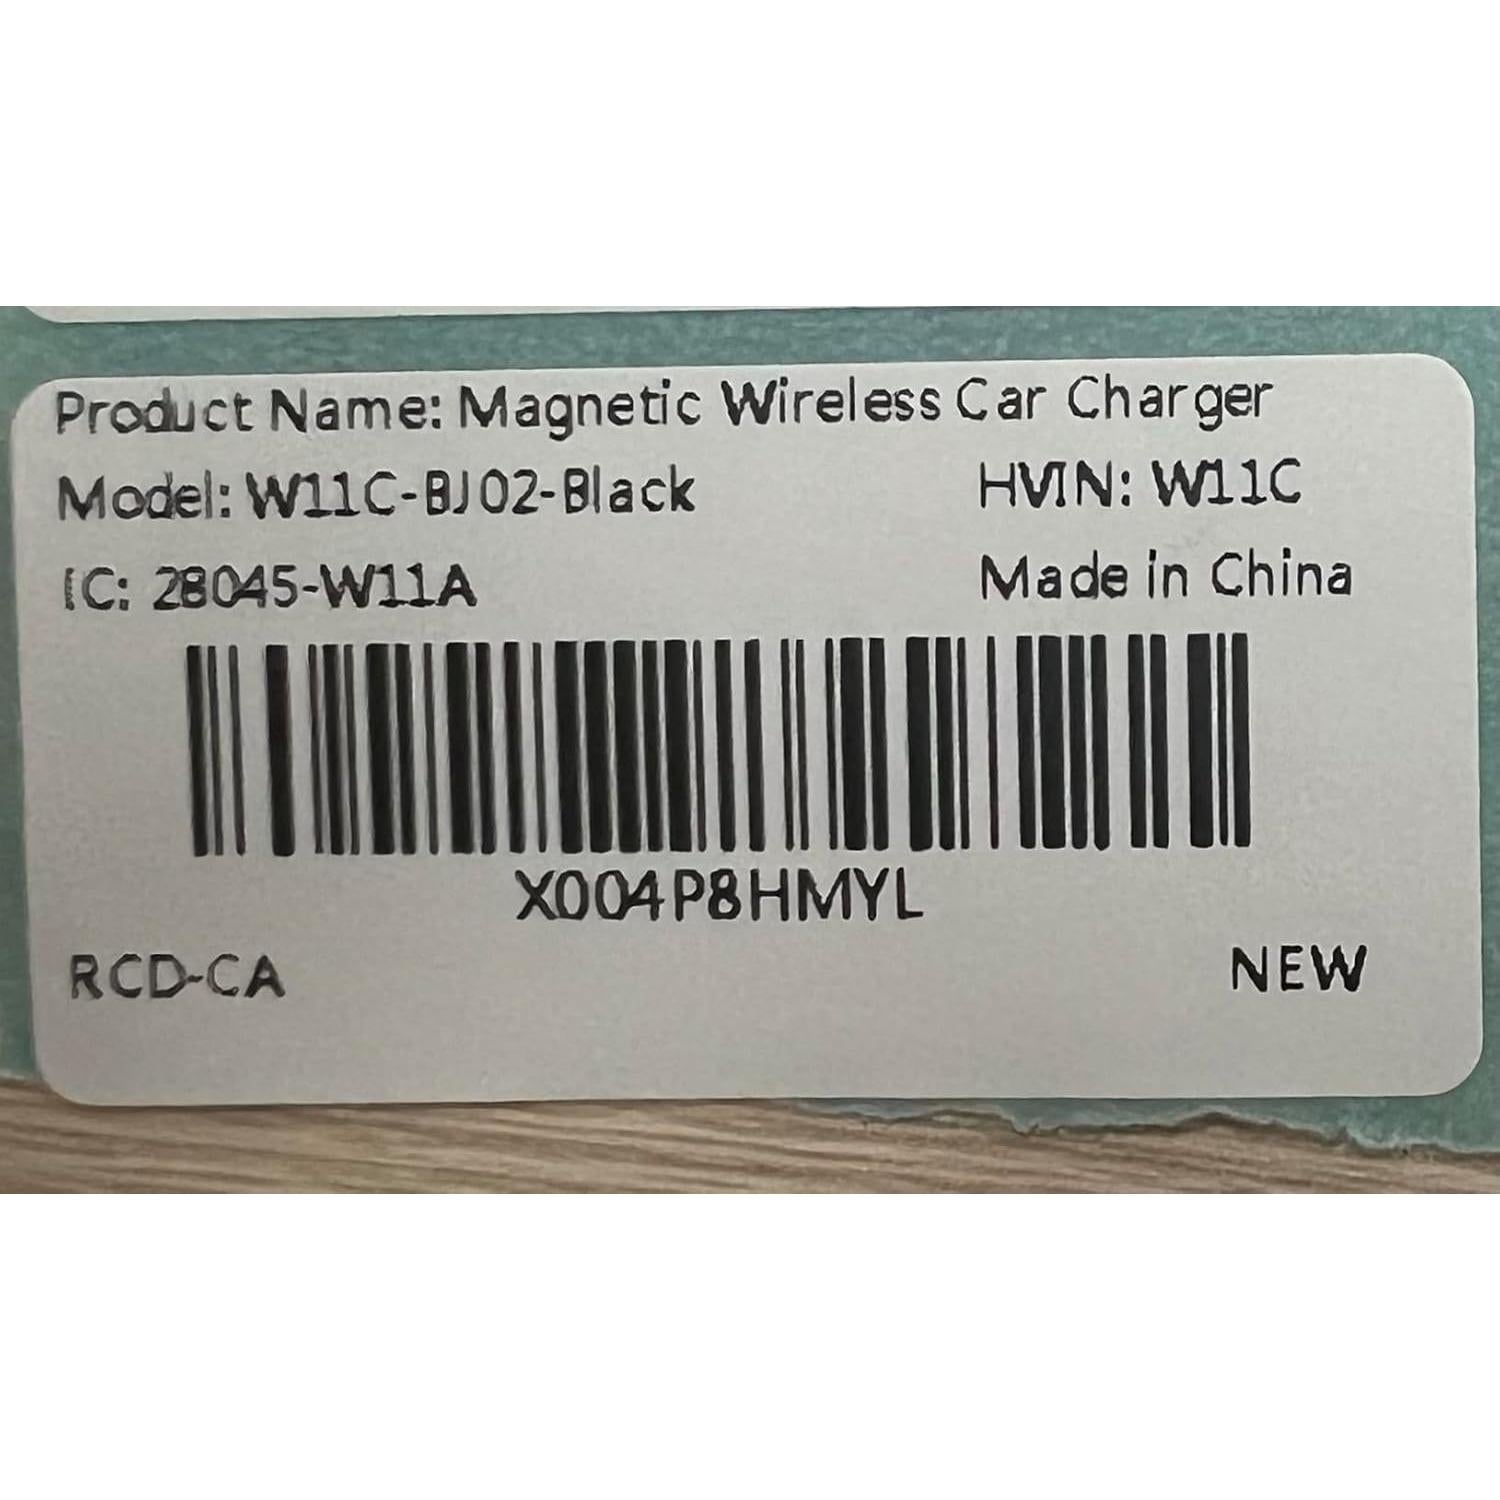 Product Name: Magnetic Wireless Car Charger
Model: W11C-BJ02-Black
HVIN: W11C
IC: 28045-W11A
Made in China
X004P8HMYL
RCD-CA
NEW